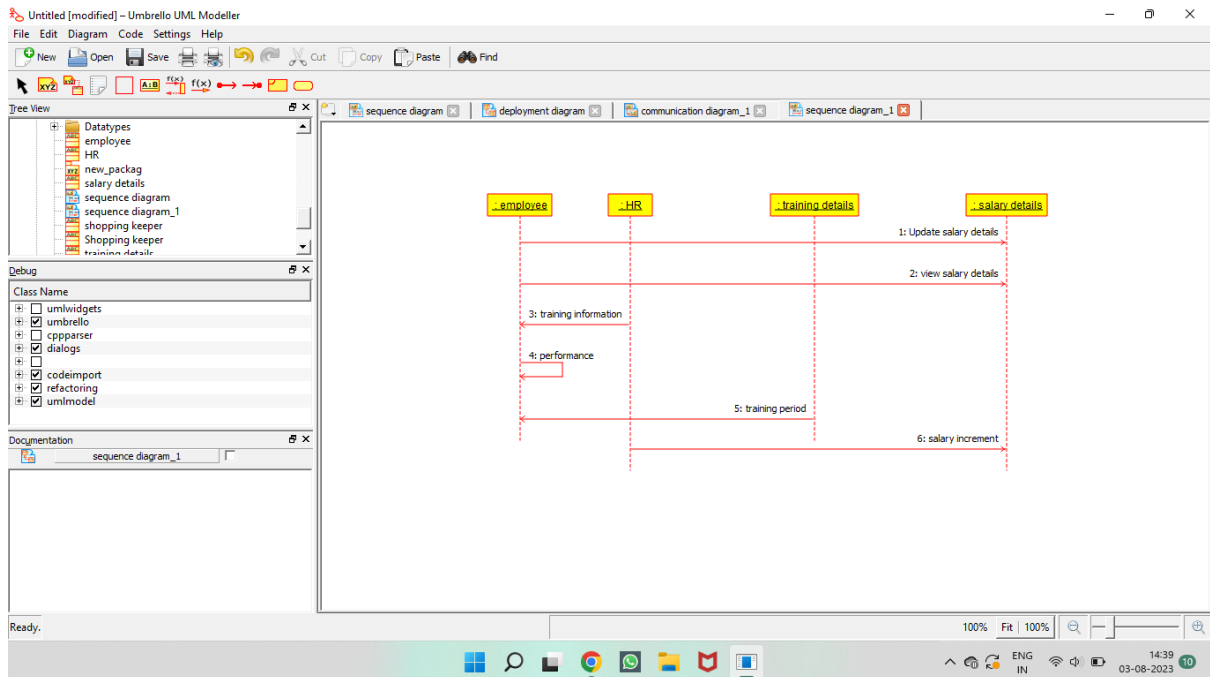 Untitled [modified] – Umbrello UML Modeller
File Edit Diagram Code Settings Help
New Open Save Cut Copy Paste Find
XYZ A:B f(x) f(x)
Tree View
sequence diagram deployment diagram communication diagram_1 sequence diagram_1
Datatypes
employee
HR
new_packag
salary details
sequence diagram
sequence diagram_1
shopping keeper
Shopping keeper
training details
Debug
Class Name
umlwidgets
umbrello
cppparser
dialogs
codeimport
refactoring
umlmodel
Documentation
sequence diagram_1
: employee : HR : training details : salary details
1: Update salary details
2: view salary details
3: training information
4: performance
5: training period
6: salary increment
Ready.
100% Fit 100%
ENG
IN
14:39
03-08-2023
10